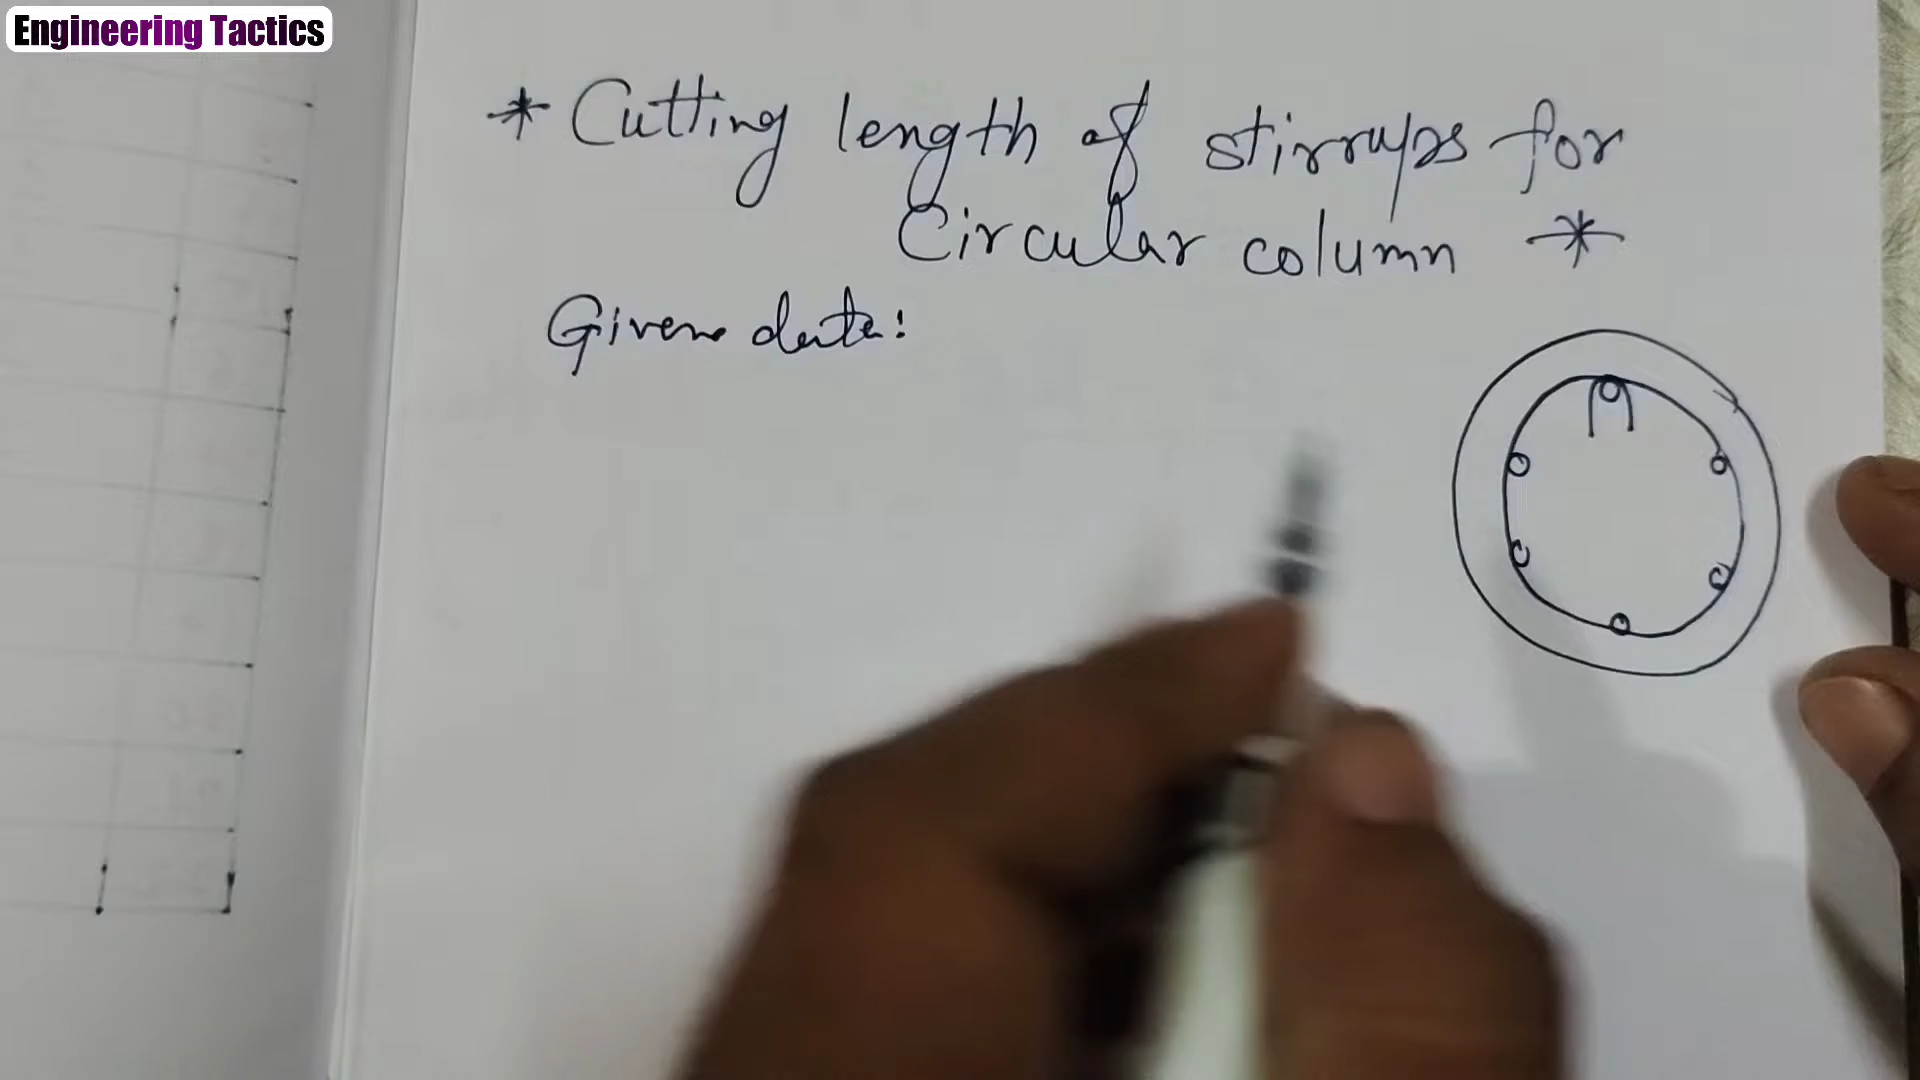 Engineering Tactics
* Cutting length of stirrups for
Circular column *
Given data: